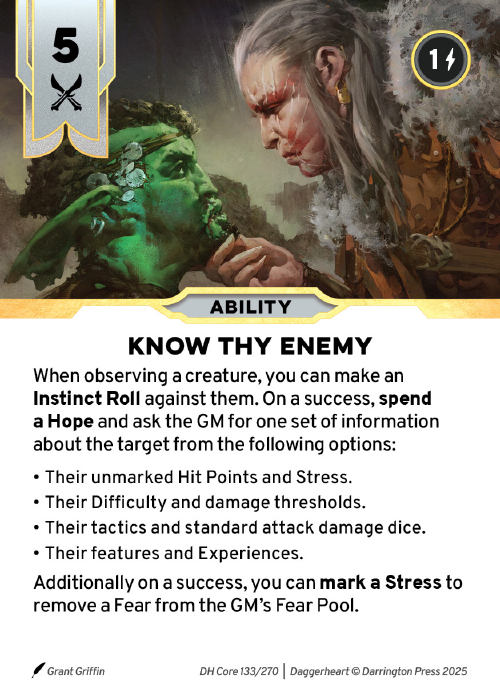 5
1
ABILITY
KNOW THY ENEMY
When observing a creature, you can make an
Instinct Roll against them. On a success, spend
a Hope and ask the GM for one set of information
about the target from the following options:
• Their unmarked Hit Points and Stress.
• Their Difficulty and damage thresholds.
• Their tactics and standard attack damage dice.
• Their features and Experiences.
Additionally on a success, you can mark a Stress to
remove a Fear from the GM's Fear Pool.
Grant Griffin
DH Core 133/270 | Daggerheart © Darrington Press 2025